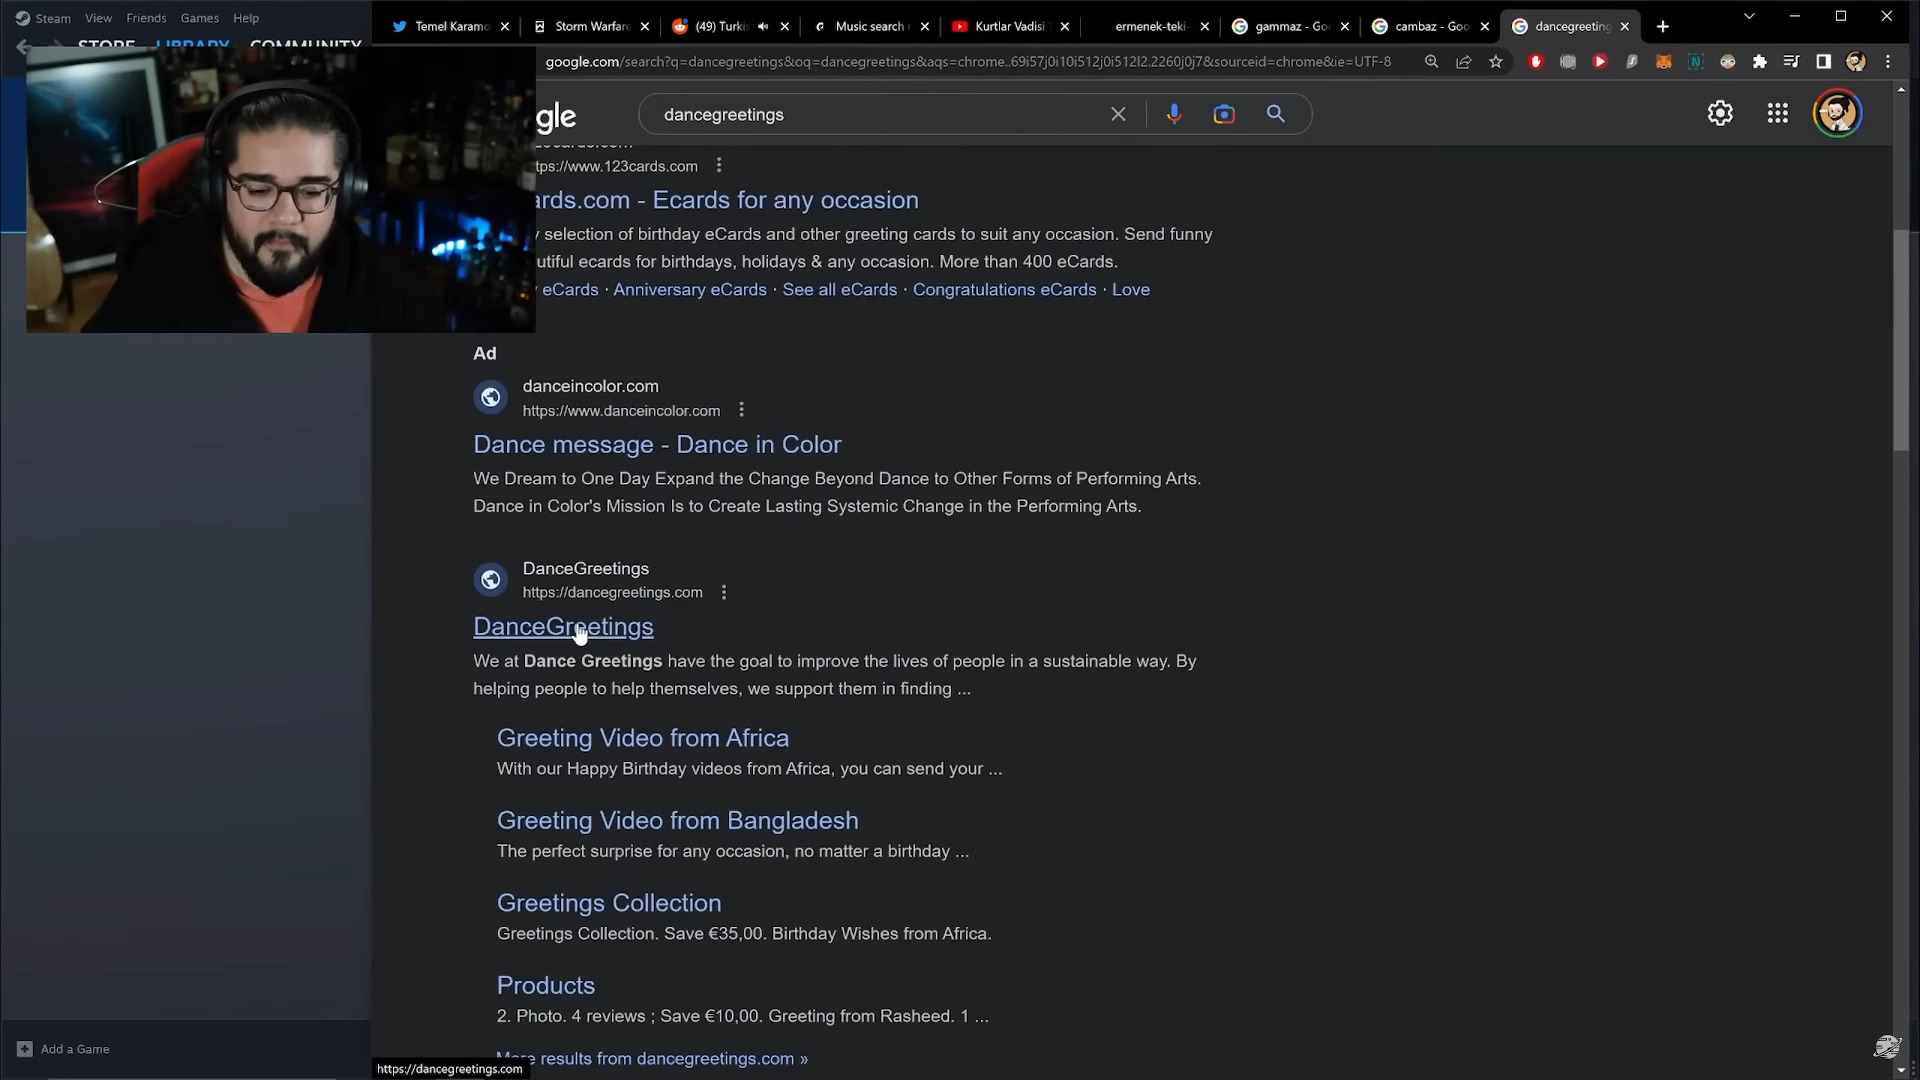 Steam View Friends Games Help
STORE LIBRARY COMMUNITY
Temel Karamo
Storm Warfare
(49) Turkis
Music search
Kurtlar Vadisi
ermenek-teki-
gammaz - Go
cambaz - Goo
dancegreeting
google.com/search?q=dancegreetings&oq=dancegreetings&aqs=chrome..69i57j0i10i512j0i512l2.2260j0j7&sourceid=chrome&ie=UTF-8
gle
dancegreetings
tps://www.123cards.com
ards.com - Ecards for any occasion
selection of birthday eCards and other greeting cards to suit any occasion. Send funny
utiful ecards for birthdays, holidays & any occasion. More than 400 eCards.
eCards · Anniversary eCards · See all eCards · Congratulations eCards · Love
Ad
danceincolor.com
https://www.danceincolor.com
Dance message - Dance in Color
We Dream to One Day Expand the Change Beyond Dance to Other Forms of Performing Arts.
Dance in Color's Mission Is to Create Lasting Systemic Change in the Performing Arts.
DanceGreetings
https://dancegreetings.com
DanceGreetings
We at Dance Greetings have the goal to improve the lives of people in a sustainable way. By
helping people to help themselves, we support them in finding ...
Greeting Video from Africa
With our Happy Birthday videos from Africa, you can send your ...
Greeting Video from Bangladesh
The perfect surprise for any occasion, no matter a birthday ...
Greetings Collection
Greetings Collection. Save €35,00. Birthday Wishes from Africa.
Products
2. Photo. 4 reviews ; Save €10,00. Greeting from Rasheed. 1 ...
More results from dancegreetings.com »
Add a Game
https://dancegreetings.com